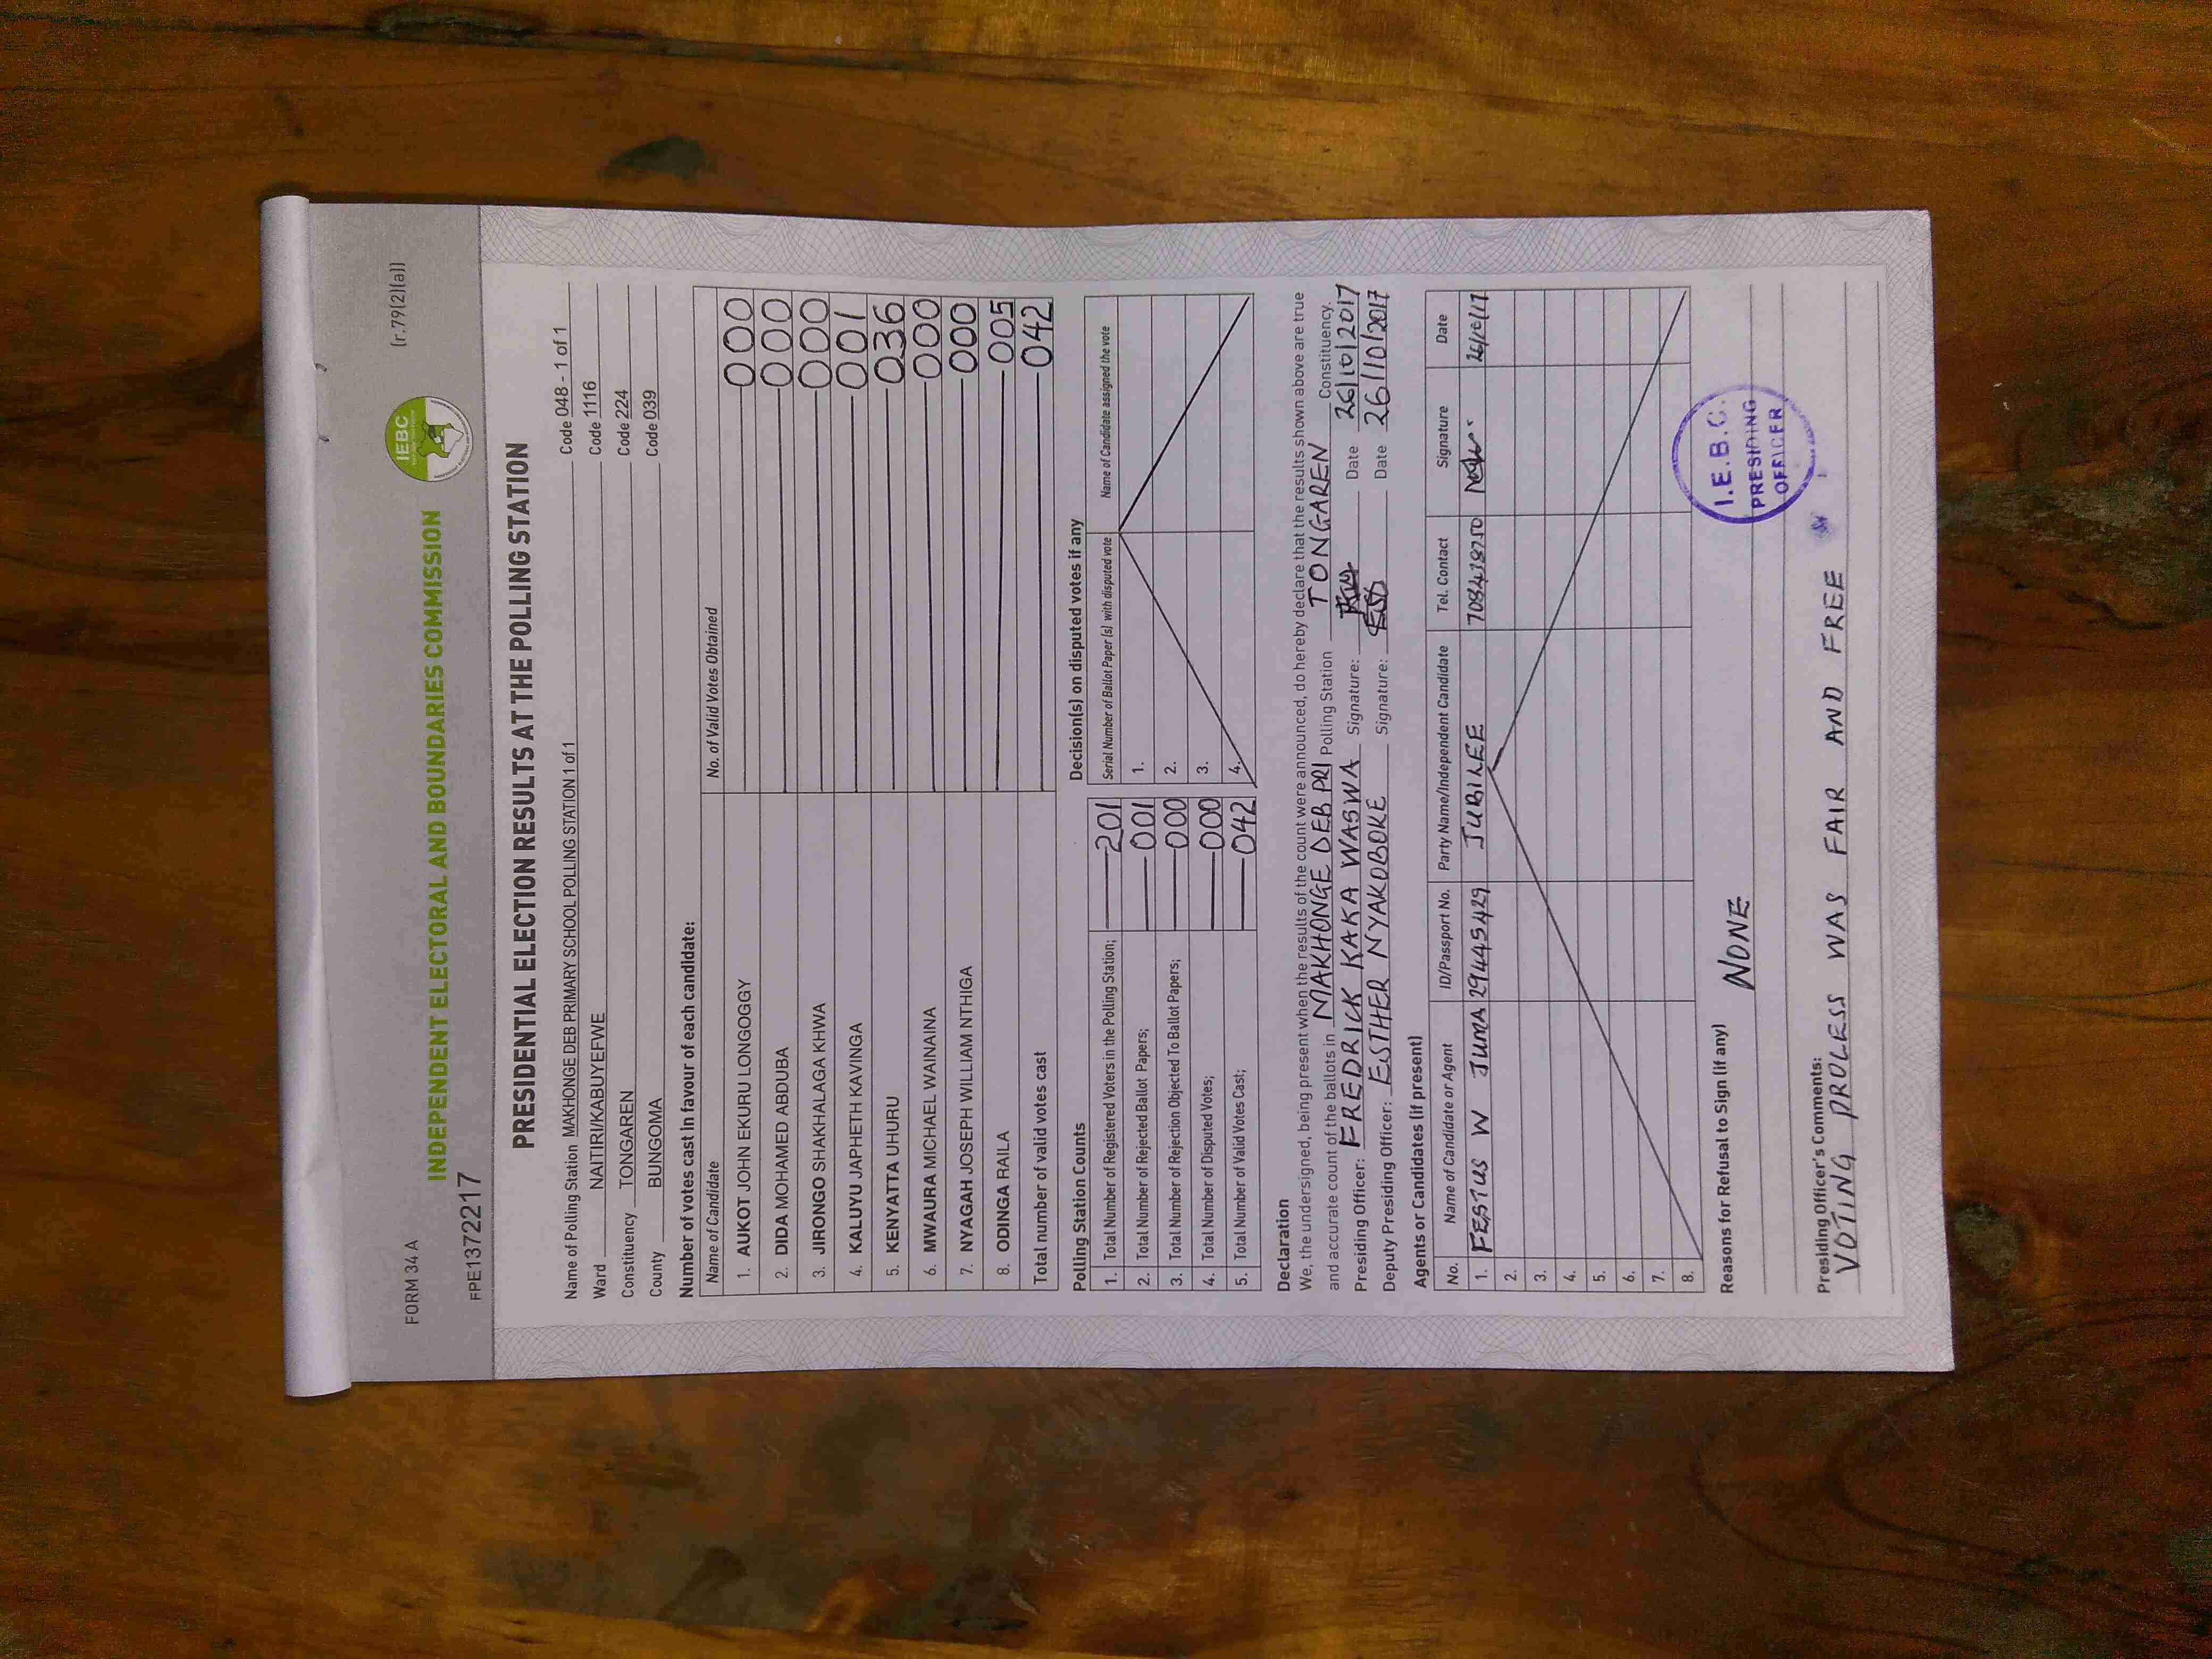 FORM 34 A
(r.79(2)(a))
IEBC
INDEPENDENT ELECTORAL AND BOUNDARIES COMMISSION
FPE1372217
PRESIDENTIAL ELECTION RESULTS AT THE POLLING STATION
Name of Polling Station MAKHONGE DEB PRIMARY SCHOOL POLLING STATION 1 of 1 Code 048 - 1 of 1
Ward NAITIRI/KABUYEFWE Code 1116
Constituency TONGAREN Code 224
County BUNGOMA Code 039
Number of votes cast in favour of each candidate:
Name of Candidate No. of Valid Votes Obtained
1. AUKOT JOHN EKURU LONGOGGY 000
2. DIDA MOHAMED ABDUBA 000
3. JIRONGO SHAKHALAGA KHWA 000
4. KALUYU JAPHETH KAVINGA 001
5. KENYATTA UHURU 036
6. MWAURA MICHAEL WAINAINA 000
7. NYAGAH JOSEPH WILLIAM NTHIGA 000
8. ODINGA RAILA 005
Total number of valid votes cast 042
Polling Station Counts
1. Total Number of Registered Voters in the Polling Station; 201
2. Total Number of Rejected Ballot Papers; 001
3. Total Number of Rejection Objected To Ballot Papers; 000
4. Total Number of Disputed Votes; 000
5. Total Number of Valid Votes Cast; 042
Decision(s) on disputed votes if any
Serial Number of Ballot Paper (s) with disputed vote Name of Candidate assigned the vote
1.
2.
3.
4.
Declaration
We, the undersigned, being present when the results of the count were announced, do hereby declare that the results shown above are true
and accurate count of the ballots in MAKHONGE DEB PRI Polling Station TONGAREN Constituency.
Presiding Officer: FREDRICK KAKA WASWA Signature: Date 26/10/2017
Deputy Presiding Officer: ESTHER NYAKOBOKE Signature: Date 26/10/2017
Agents or Candidates (if present)
No. Name of Candidate or Agent ID/Passport No. Party Name/Independent Candidate Tel. Contact Signature Date
1. FESTUS W JUMA 29445429 JUBILEE 26/10/17
2.
3.
4.
5.
6.
7.
8.
I.E.B.C.
PRESIDING
OFFICER
Reasons for Refusal to Sign (if any)
NONE
Presiding Officer's Comments:
VOTING PROLESS WAS FAIR AND FREE